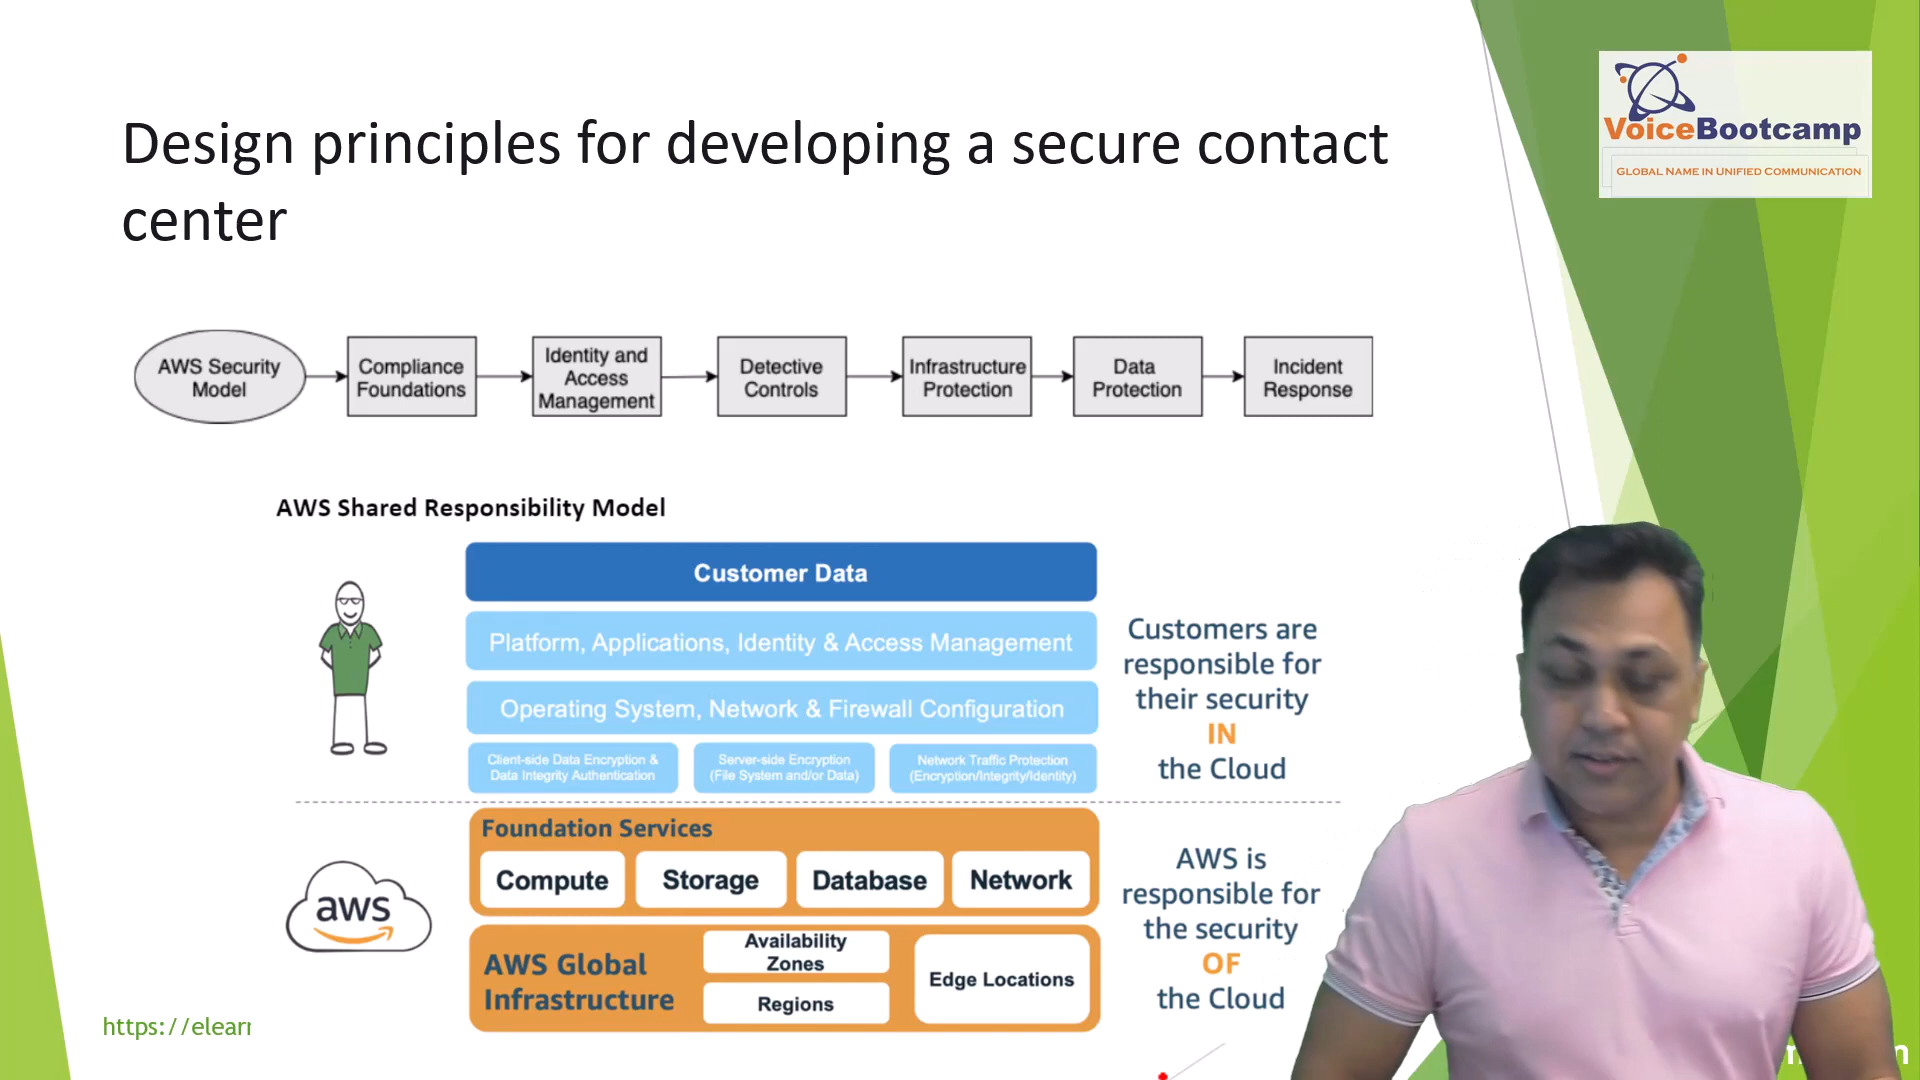 Design principles for developing a secure contact
center
VoiceBootcamp
GLOBAL NAME IN UNIFIED COMMUNICATION
AWS Security
Model
Compliance
Foundations
Identity and
Access
Management
Detective
Controls
Infrastructure
Protection
Data
Protection
Incident
Response
AWS Shared Responsibility Model
Customer Data
Platform, Applications, Identity & Access Management
Operating System, Network & Firewall Configuration
Client-side Data Encryption &
Data Integrity Authentication
Server-side Encryption
(File System and/or Data)
Network Traffic Protection
(Encryption/Integrity/Identity)
Customers are
responsible for
their security
IN
the Cloud
Foundation Services
Compute
Storage
Database
Network
aws
AWS Global
Infrastructure
Availability
Zones
Regions
Edge Locations
AWS is
responsible for
the security
OF
the Cloud
https://elearn